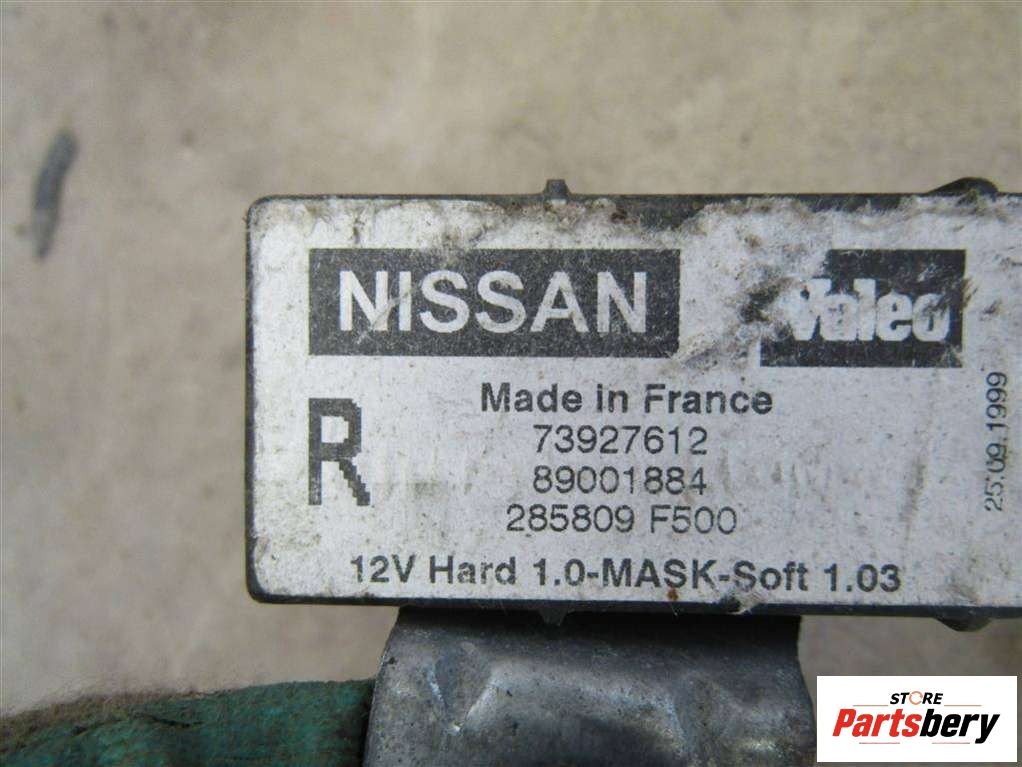 NISSAN
Valeo
Made in France
R
73927612
89001884
285809 F500
12V Hard 1.0-MASK-Soft 1.03
25.09.1999
STORE
Partsbery